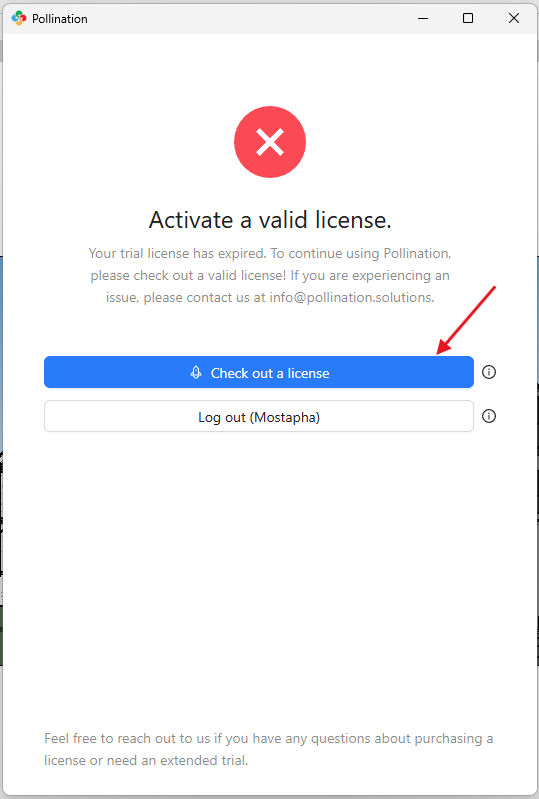 Pollination
Activate a valid license.
Your trial license has expired. To continue using Pollination,
please check out a valid license! If you are experiencing an
issue, please contact us at info@pollination.solutions.
Check out a license
Log out (Mostapha)
Feel free to reach out to us if you have any questions about purchasing a
license or need an extended trial.